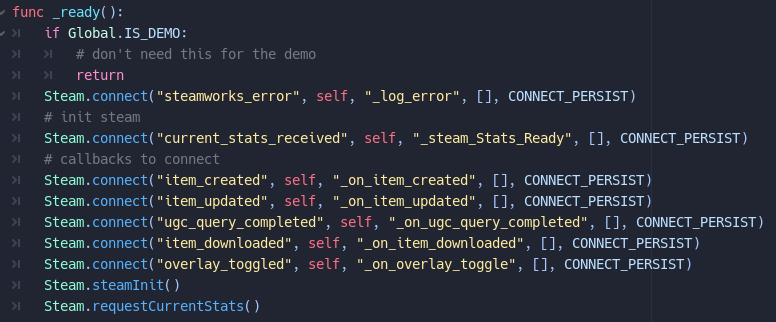 func _ready():
if Global.IS_DEMO:
# don't need this for the demo
return
Steam.connect("steamworks_error", self, "_log_error", [], CONNECT_PERSIST)
# init steam
Steam.connect("current_stats_received", self, "_steam_Stats_Ready", [], CONNECT_PERSIST)
# callbacks to connect
Steam.connect("item_created", self, "_on_item_created", [], CONNECT_PERSIST)
Steam.connect("item_updated", self, "_on_item_updated", [], CONNECT_PERSIST)
Steam.connect("ugc_query_completed", self, "_on_ugc_query_completed", [], CONNECT_PERSIST)
Steam.connect("item_downloaded", self, "_on_item_downloaded", [], CONNECT_PERSIST)
Steam.connect("overlay_toggled", self, "_on_overlay_toggle", [], CONNECT_PERSIST)
Steam.steamInit()
Steam.requestCurrentStats()